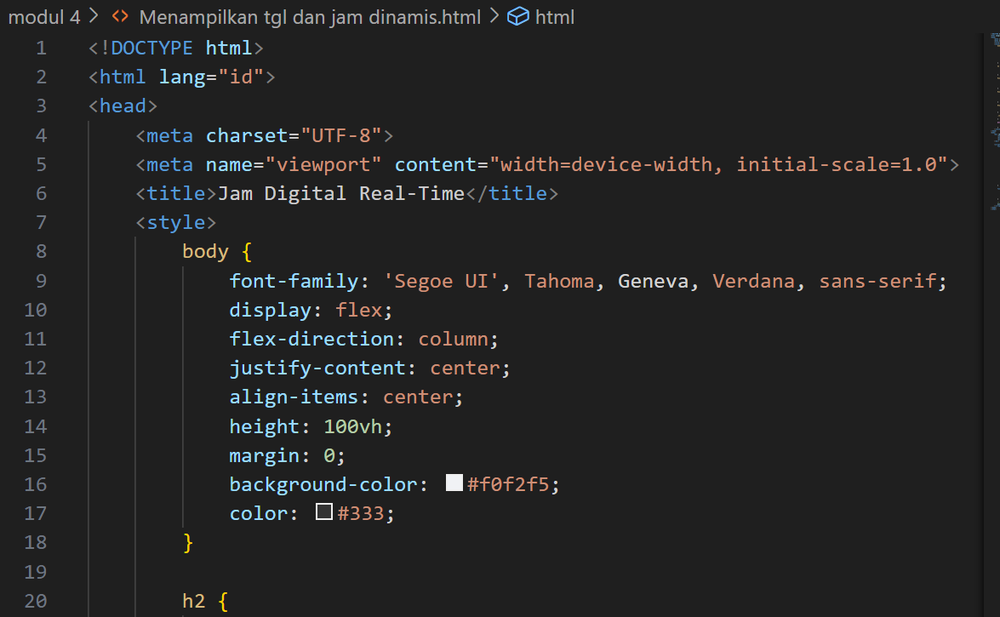 modul 4 > <> Menampilkan tgl dan jam dinamis.html > html
1 <!DOCTYPE html>
2 <html lang="id">
3 <head>
4     <meta charset="UTF-8">
5     <meta name="viewport" content="width=device-width, initial-scale=1.0">
6     <title>Jam Digital Real-Time</title>
7     <style>
8         body {
9             font-family: 'Segoe UI', Tahoma, Geneva, Verdana, sans-serif;
10             display: flex;
11             flex-direction: column;
12             justify-content: center;
13             align-items: center;
14             height: 100vh;
15             margin: 0;
16             background-color: #f0f2f5;
17             color: #333;
18         }
19
20         h2 {